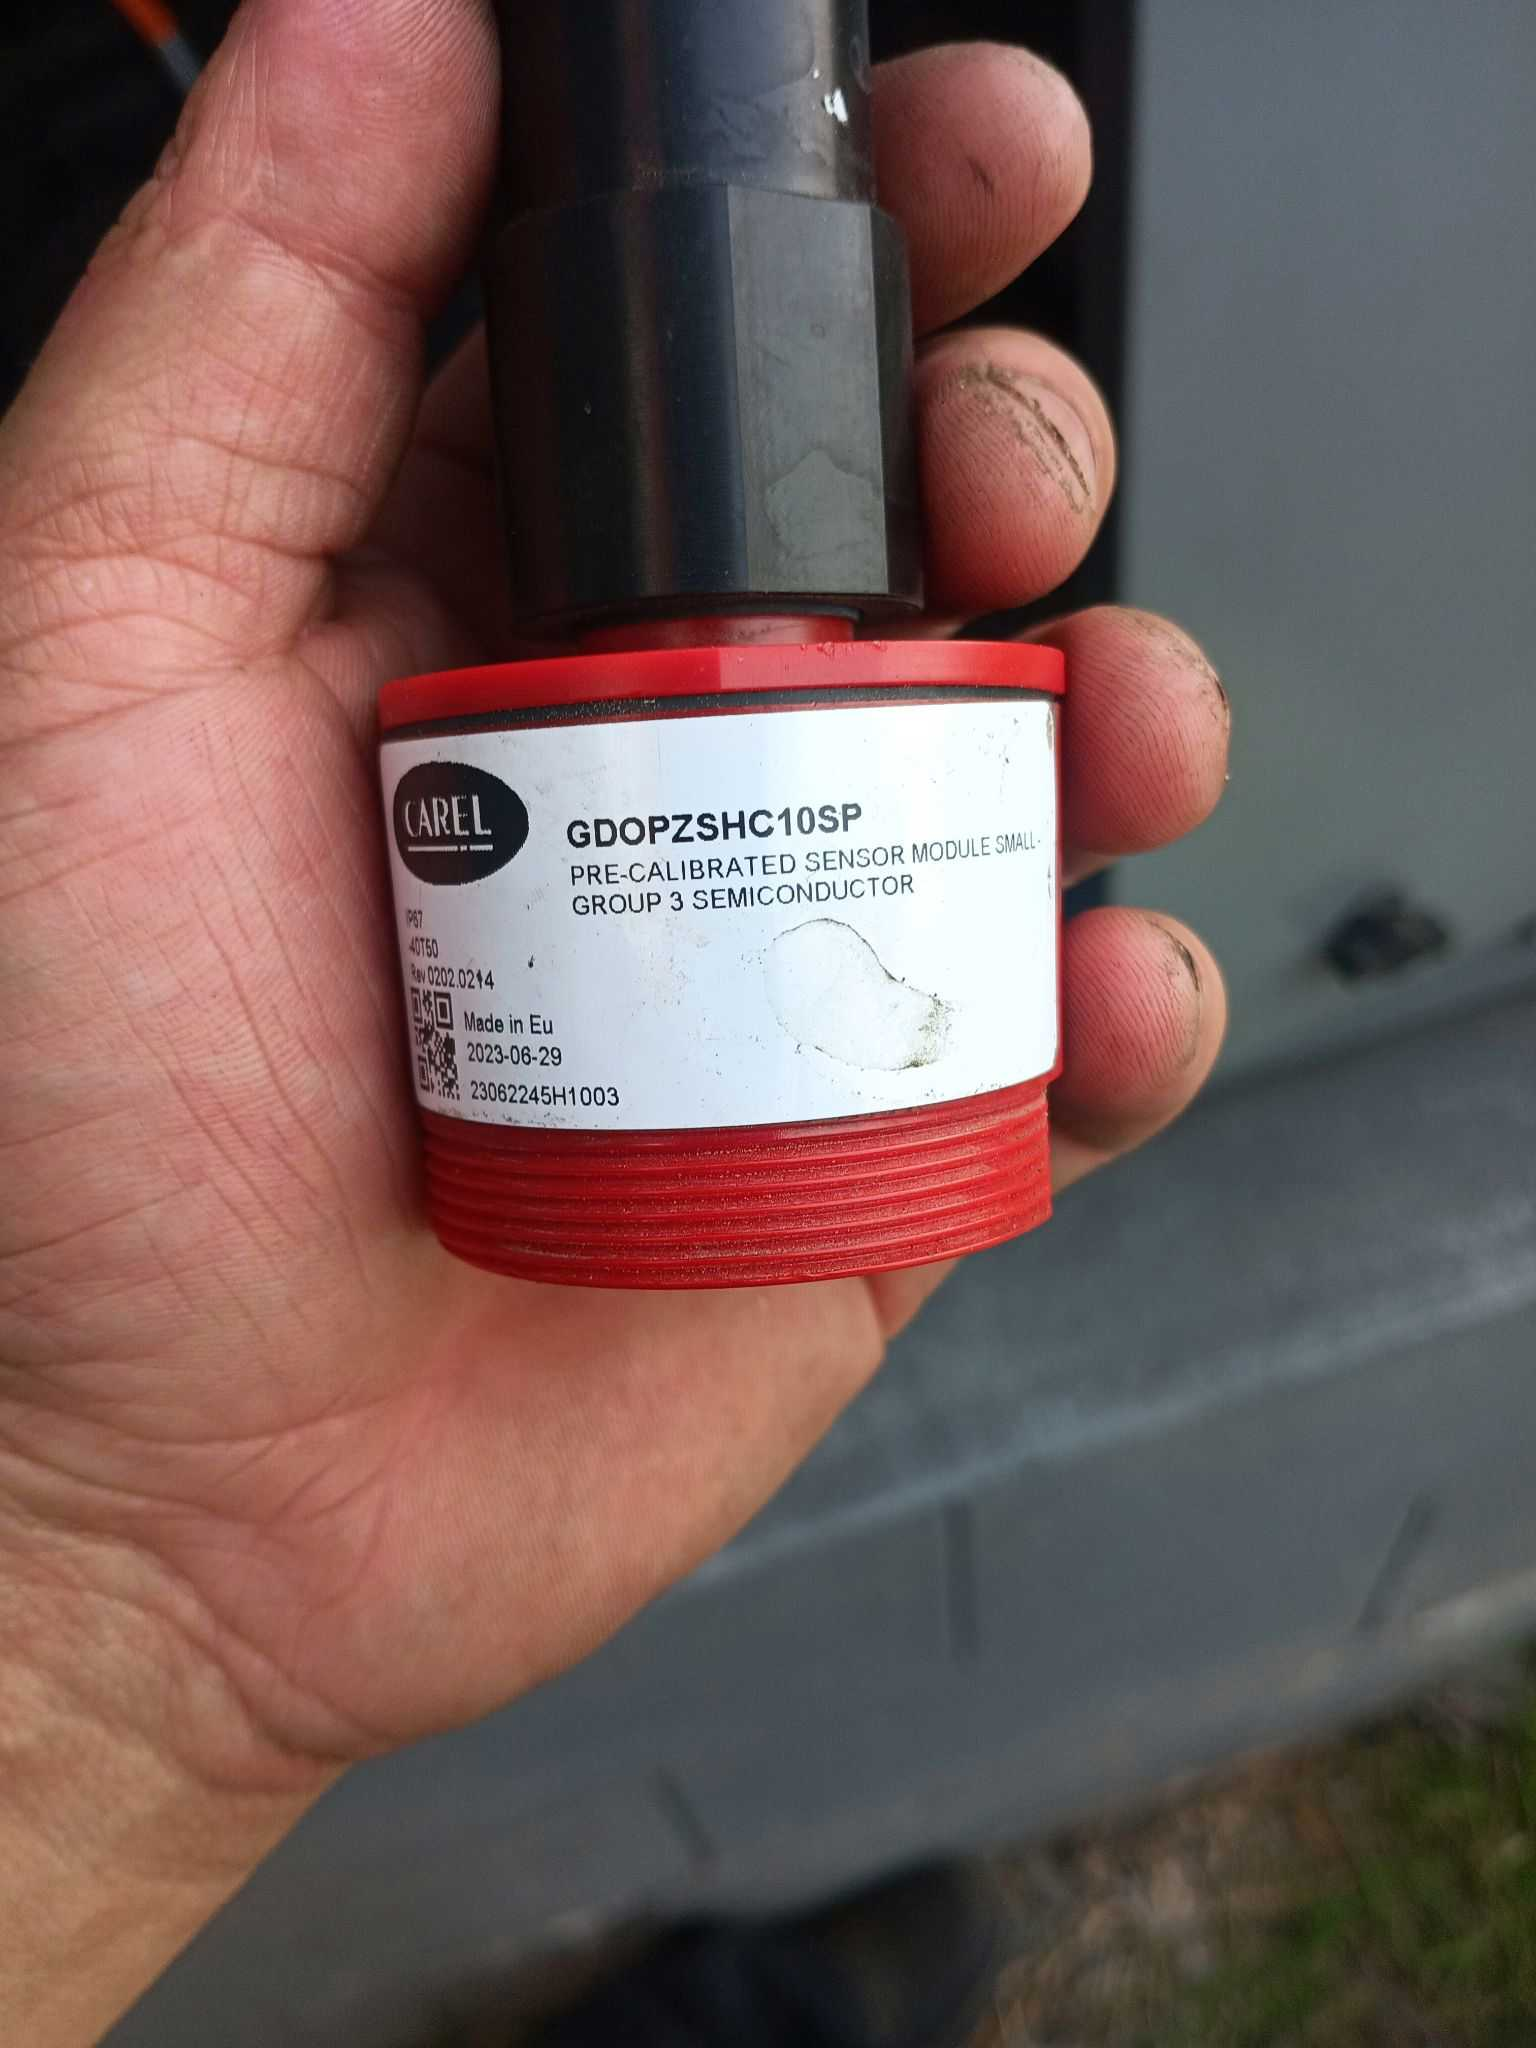 CAREL
GDOPZSHC10SP
PRE-CALIBRATED SENSOR MODULE SMALL-
GROUP 3 SEMICONDUCTOR
IP67
-40T50
Rev 0202.0214
Made in Eu
2023-06-29
23062245H1003